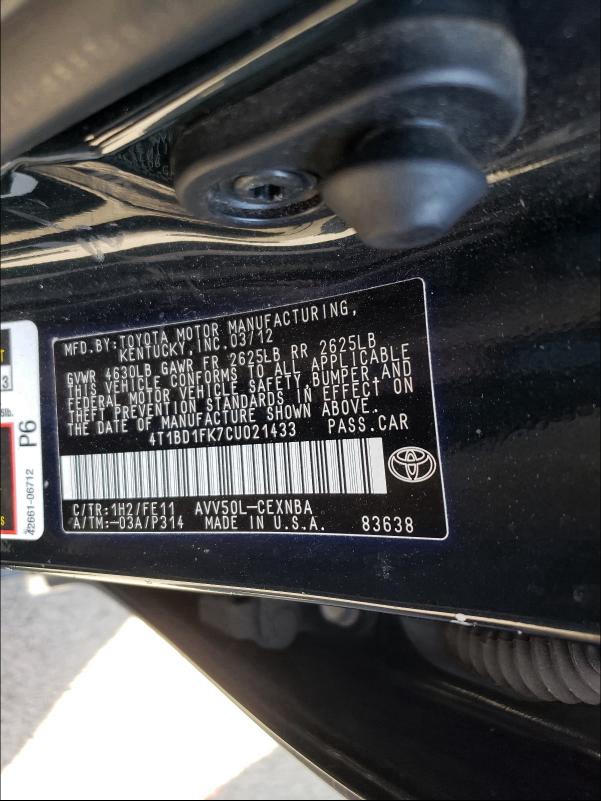 MFD.BY:TOYOTA MOTOR MANUFACTURING,
KENTUCKY, INC.03/12
GVWR 4630LB GAWR FR 2625LB RR 2625LB
THIS VEHICLE CONFORMS TO ALL APPLICABLE
FEDERAL MOTOR VEHICLE SAFETY,BUMPER AND
THEFT PREVENTION STANDARDS IN EFFECT ON
THE DATE OF MANUFACTURE SHOWN ABOVE.
4T1BD1FK7CU021433 PASS.CAR
C/TR:1H2/FE11 AVV50L-CEXNBA
A/TM:-03A/P314 MADE IN U.S.A. 83638
P6
42661-06712